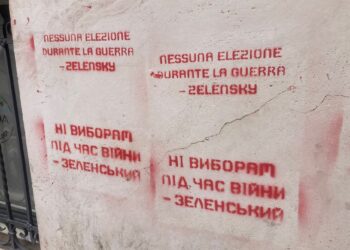 NESSUNA ELEZIONE
DURANTE LA GUERRA
- ZELENSKY
NESSUNA ELEZIONE
DURANTE LA GUERRA
- ZELENSKY
НІ ВИБОРАМ
ПІД ЧАС ВІЙНИ
- ЗЕЛЕНСЬКИЙ
НІ ВИБОРАМ
ПІД ЧАС ВІЙНИ
- ЗЕЛЕНСЬКИЙ